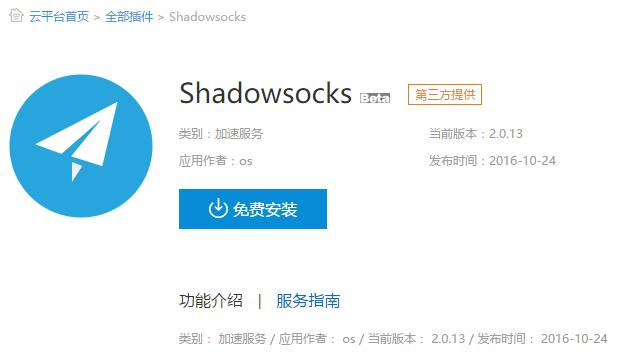 云平台首页 > 全部插件 > Shadowsocks
Shadowsocks Beta 第三方提供
类别：加速服务 当前版本：2.0.13
应用作者：os 发布时间：2016-10-24
免费安装
功能介绍 | 服务指南
类别： 加速服务 / 应用作者： os / 当前版本： 2.0.13 / 发布时间： 2016-10-24